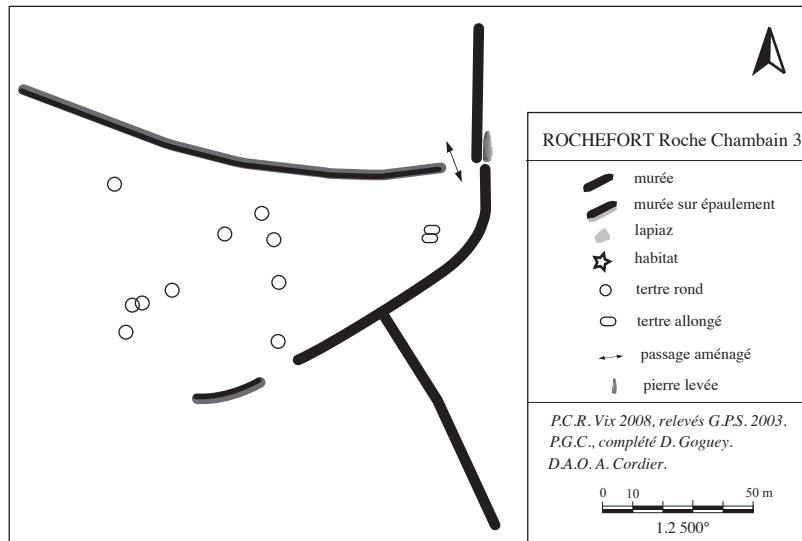 ROCHEFORT Roche Chambain 3
murée
murée sur épaulement
lapiaz
habitat
tertre rond
tertre allongé
passage aménagé
pierre levée
P.C.R. Vix 2008, relevés G.P.S. 2003.
P.G.C., complété D. Goguey.
D.A.O. A. Cordier.
0 10 50 m
1.2 500°